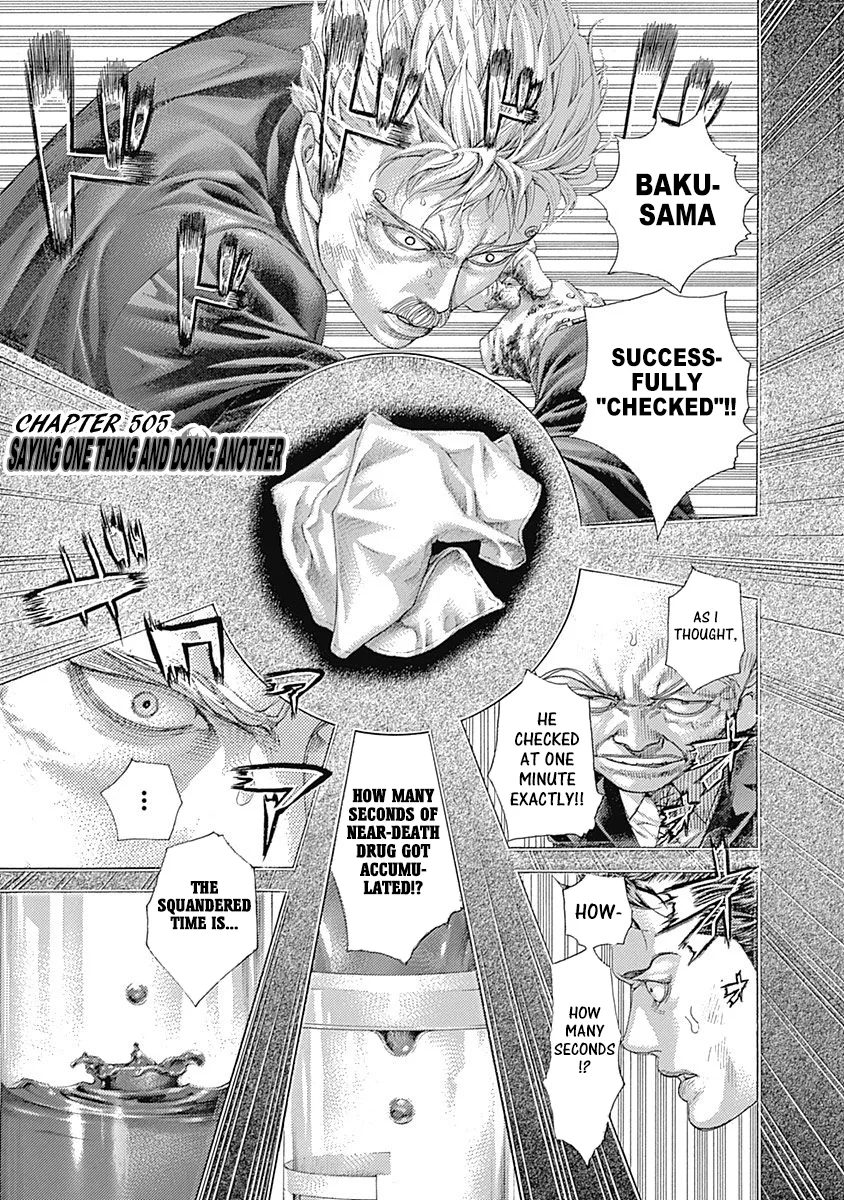 BAKU-
SAMA
SUCCESS-
FULLY
"CHECKED"!!
CHAPTER 505
SAYING ONE THING AND DOING ANOTHER
AS I
THOUGHT,
HE
CHECKED
AT ONE
MINUTE
EXACTLY!!
HOW-
HOW
MANY
SECONDS
!?
HOW MANY
SECONDS OF
NEAR-DEATH
DRUG GOT
ACCUMU-
LATED!?
...
THE
SQUANDERED
TIME IS...